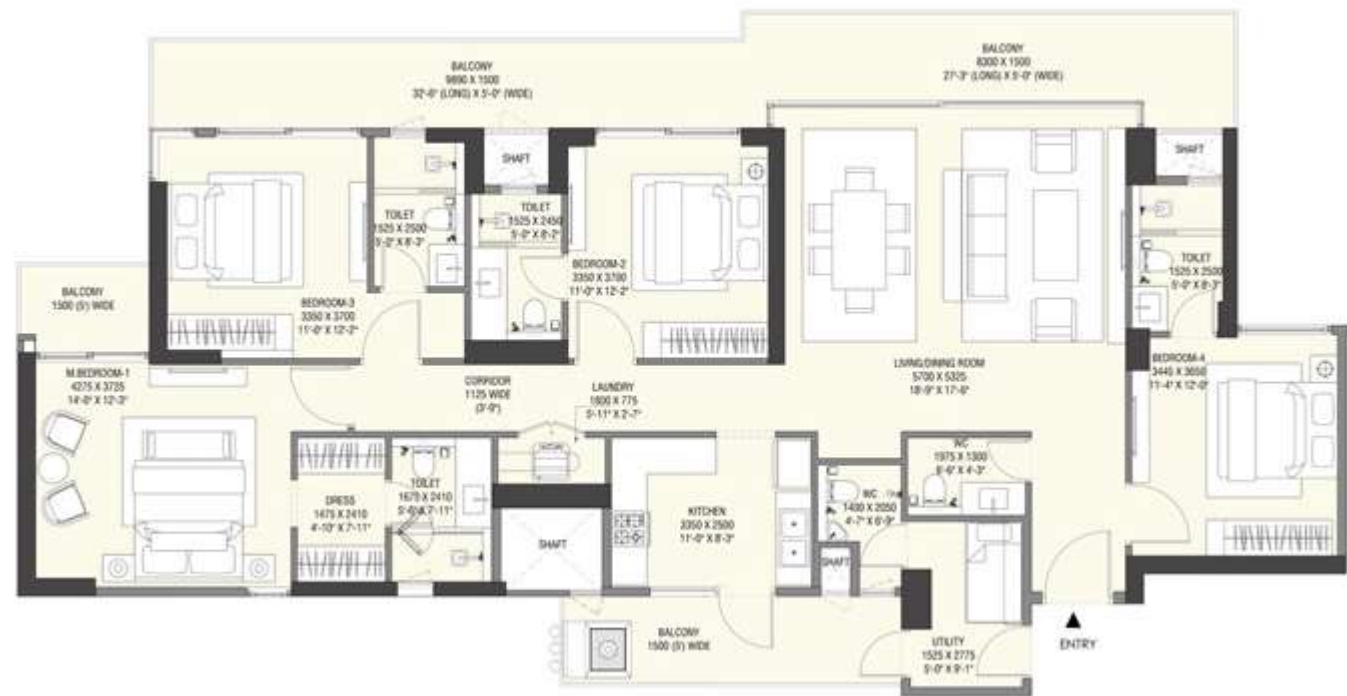 BALCONY
9890 X 1500
32'-6" (LONG) X 5'-0" (WIDE)
BALCONY
8300 X 1500
27'-3" (LONG) X 5'-0" (WIDE)
SHAFT
SHAFT
TOILET
1525 X 2500
5'-0" X 8'-3"
TOILET
1525 X 2450
5'-0" X 8'-2"
BEDROOM-2
3350 X 3700
11'-0" X 12'-2"
TOILET
1525 X 2500
5'-0" X 8'-3"
BALCONY
1500 (5') WIDE
BEDROOM-3
3350 X 3700
11'-0" X 12'-2"
M.BEDROOM-1
4275 X 3725
14'-0" X 12'-3"
CORRIDOR
1125 WIDE
(3'-9")
LAUNDRY
1800 X 775
5'-11" X 2'-7"
LIVING/DINING ROOM
5700 X 5325
18'-9" X 17'-6"
BEDROOM-4
3445 X 3650
11'-4" X 12'-0"
DRESS
1475 X 2410
4'-10" X 7'-11"
TOILET
1670 X 2410
5'-6" X 7'-11"
SHAFT
KITCHEN
3350 X 2500
11'-0" X 8'-3"
WC
1400 X 2050
4'-7" X 6'-9"
WC
1975 X 1300
6'-6" X 4'-3"
SHAFT
BALCONY
1500 (5') WIDE
UTILITY
1525 X 2775
5'-0" X 9'-1"
ENTRY